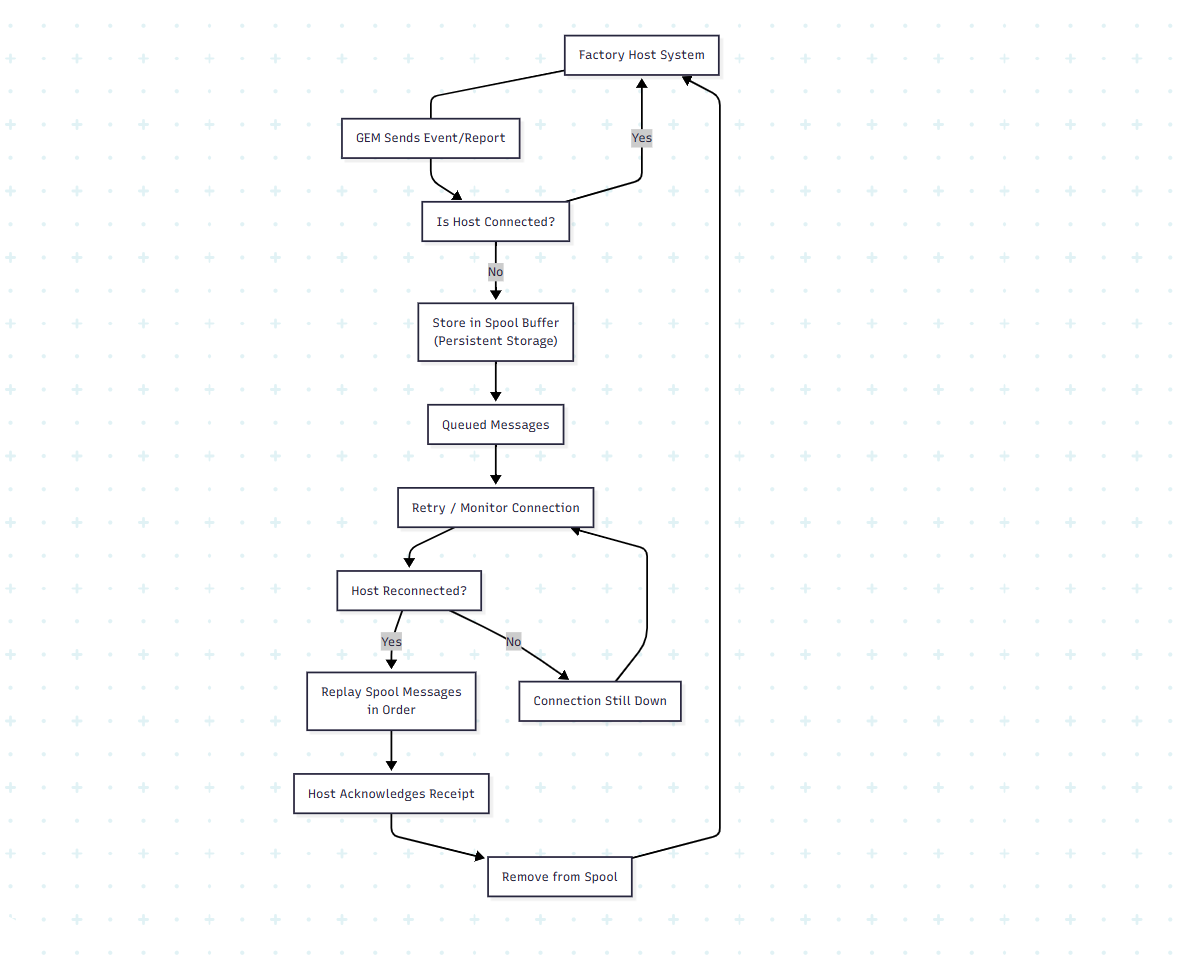 Factory Host System
GEM Sends Event/Report
Yes
Is Host Connected?
No
Store in Spool Buffer
(Persistent Storage)
Queued Messages
Retry / Monitor Connection
Host Reconnected?
Yes
No
Replay Spool Messages
in Order
Connection Still Down
Host Acknowledges Receipt
Remove from Spool